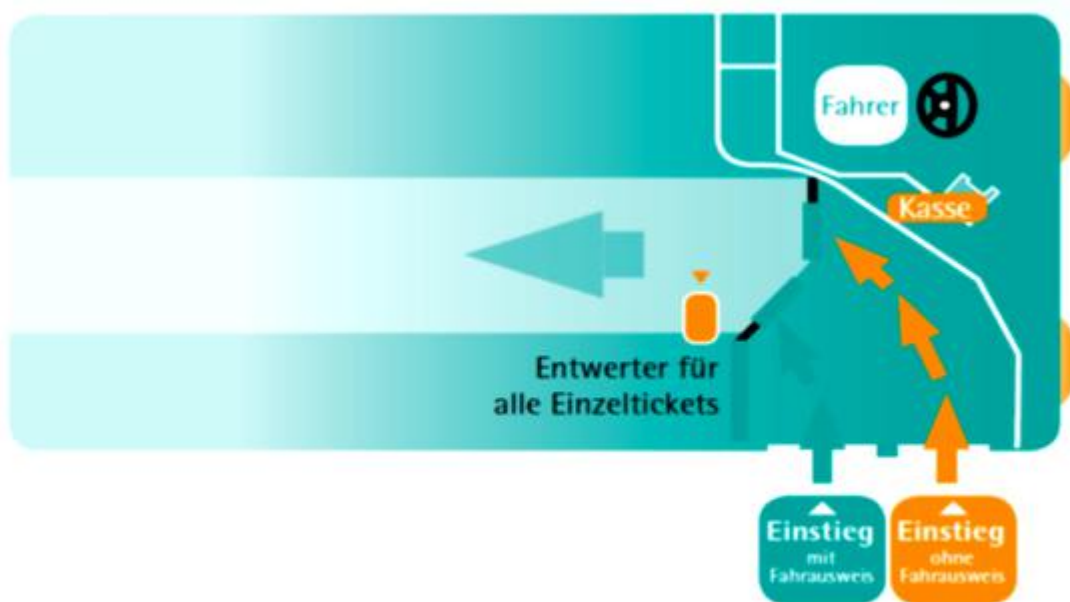 Fahrer
Kasse
Entwerter für
alle Einzeltickets
Einstieg
mit
Fahrausweis
Einstieg
ohne
Fahrausweis